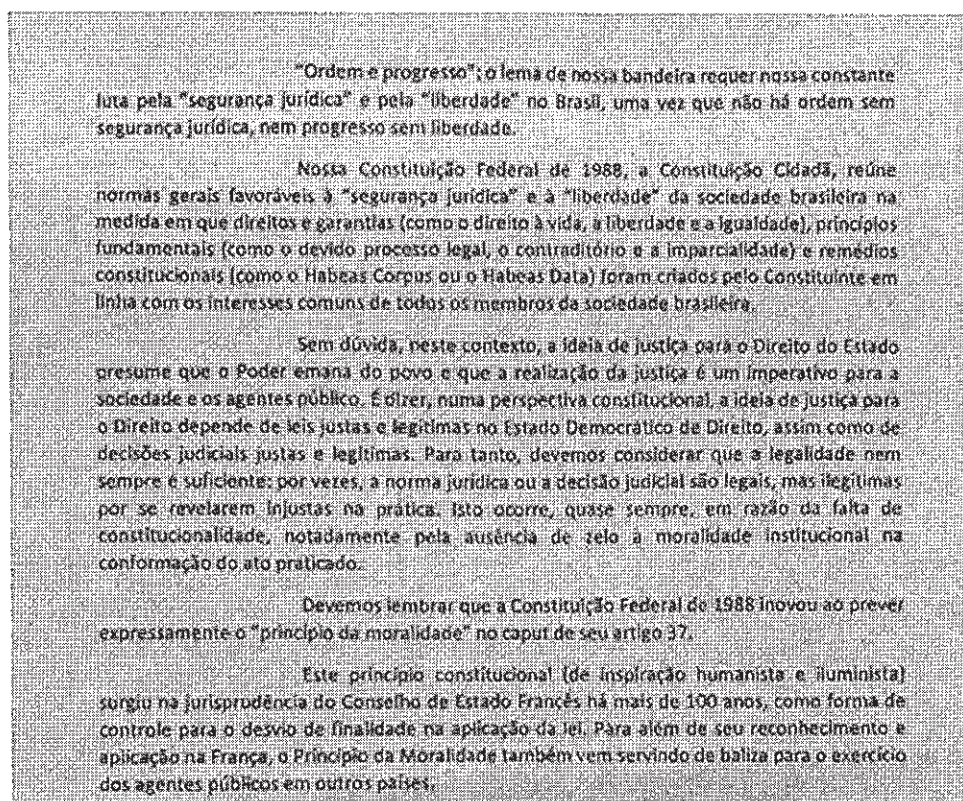 "Ordem e progresso": o lema de nossa bandeira requer nossa constante
luta pela "segurança jurídica" e pela "liberdade" no Brasil, uma vez que não há ordem sem
segurança jurídica, nem progresso sem liberdade.
Nossa Constituição Federal de 1988, a Constituição Cidadã, reúne
normas gerais favoráveis à "segurança jurídica" e à "liberdade" da sociedade brasileira na
medida em que direitos e garantias (como o direito à vida, a liberdade e a igualdade), princípios
fundamentais (como o devido processo legal, o contraditório e a imparcialidade) e remédios
constitucionais (como o Habeas Corpus ou o Habeas Data) foram criados pelo Constituinte em
linha com os interesses comuns de todos os membros da sociedade brasileira.
Sem dúvida, neste contexto, a ideia de justiça para o Direito do Estado
presume que o Poder emana do povo e que a realização da justiça é um imperativo para a
sociedade e os agentes público. É dizer, numa perspectiva constitucional, a ideia de justiça para
o Direito depende de leis justas e legítimas no Estado Democrático de Direito, assim como de
decisões judiciais justas e legítimas. Para tanto, devemos considerar que a legalidade nem
sempre é suficiente: por vezes, a norma jurídica ou a decisão judicial são legais, mas ilegítimas
por se revelarem injustas na prática. Isto ocorre, quase sempre, em razão da falta de
constitucionalidade, notadamente pela ausência de zelo à moralidade institucional na
conformação do ato praticado.
Devemos lembrar que a Constituição Federal de 1988 inovou ao prever
expressamente o "princípio da moralidade" no caput de seu artigo 37.
Este princípio constitucional (de inspiração humanista e iluminista)
surgiu na jurisprudência do Conselho de Estado Francês há mais de 100 anos, como forma de
controle para o desvio de finalidade na aplicação da lei. Para além de seu reconhecimento e
aplicação na França, o Princípio da Moralidade também vem servindo de baliza para o exercício
dos agentes públicos em outros países.